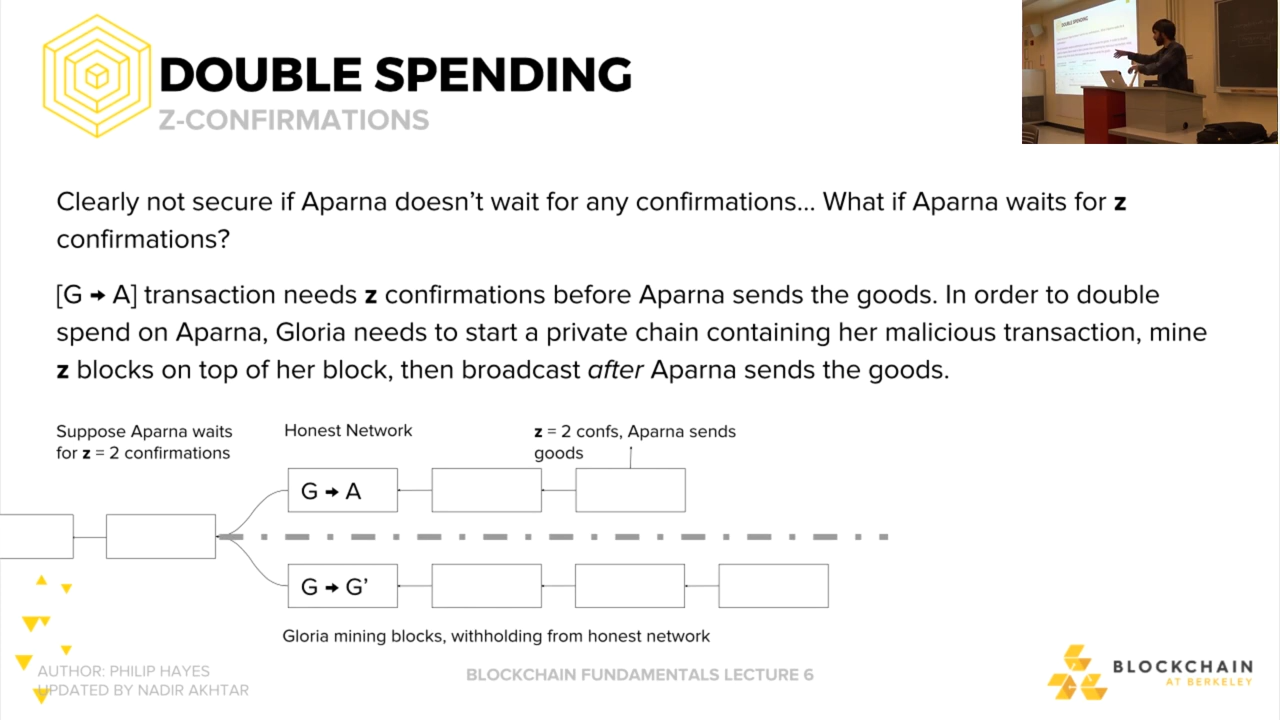 DOUBLE SPENDING
Z-CONFIRMATIONS
Clearly not secure if Aparna doesn’t wait for any confirmations... What if Aparna waits for z
confirmations?
[G → A] transaction needs z confirmations before Aparna sends the goods. In order to double
spend on Aparna, Gloria needs to start a private chain containing her malicious transaction, mine
z blocks on top of her block, then broadcast after Aparna sends the goods.
Suppose Aparna waits
for z = 2 confirmations
Honest Network
z = 2 confs, Aparna sends
goods
G → A
G → G’
Gloria mining blocks, withholding from honest network
AUTHOR: PHILIP HAYES
UPDATED BY NADIR AKHTAR
BLOCKCHAIN FUNDAMENTALS LECTURE 6
BLOCKCHAIN
AT BERKELEY
DOUBLE SPENDING